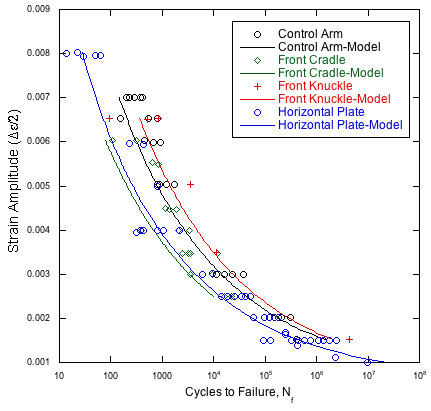 0.009
0.008
0.007
0.006
0.005
0.004
0.003
0.002
0.001
Strain Amplitude (Δε/2)
Control Arm
Control Arm-Model
Front Cradle
Front Cradle-Model
Front Knuckle
Front Knuckle-Model
Horizontal Plate
Horizontal Plate-Model
10 100 1000 10⁴ 10⁵ 10⁶ 10⁷ 10⁸
Cycles to Failure, N_f